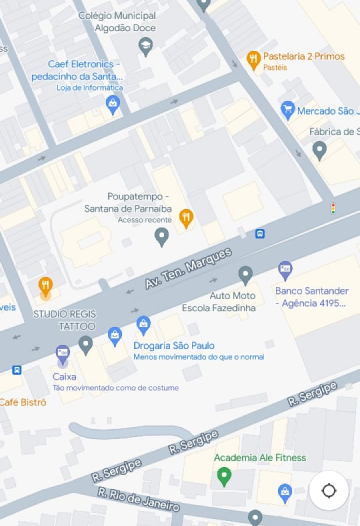 Colégio Municipal
Algodão Doce
Pastelaria 2 Primos
Pastéis
Caef Eletronics -
pedacinho da Santa...
Loja de Informática
Mercado São J
Fábrica de S
Poupatempo -
Santana de Parnaíba
Acesso recente
Av. Ten. Marques
Banco Santander
- Agência 4195...
Auto Moto
Escola Fazedinha
STUDIO REGIS
TATTOO
Drogaria São Paulo
Menos movimentado do que o normal
Caixa
Tão movimentado como de costume
Café Bistrô
R. Sergipe
R. Sergipe
R. Sergipe
Academia Ale Fitness
R. Rio de Janeiro